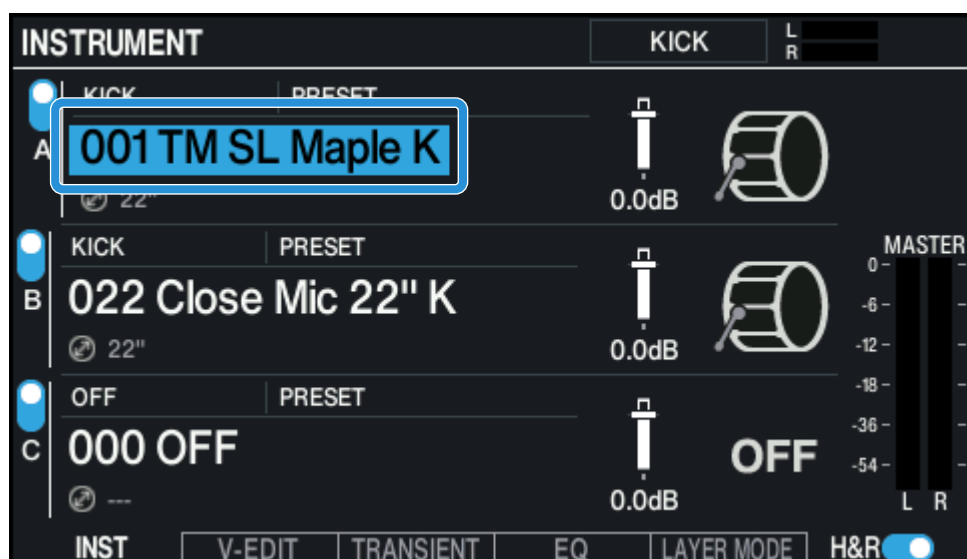 INSTRUMENT KICK L R
KICK PRESET
A 001 TM SL Maple K
22" 0.0dB
KICK PRESET MASTER
B 022 Close Mic 22" K
22" 0.0dB
OFF PRESET
C 000 OFF OFF
--- 0.0dB
0
-6
-12
-18
-36
-54
L R
INST V-EDIT TRANSIENT EQ LAYER MODE H&R